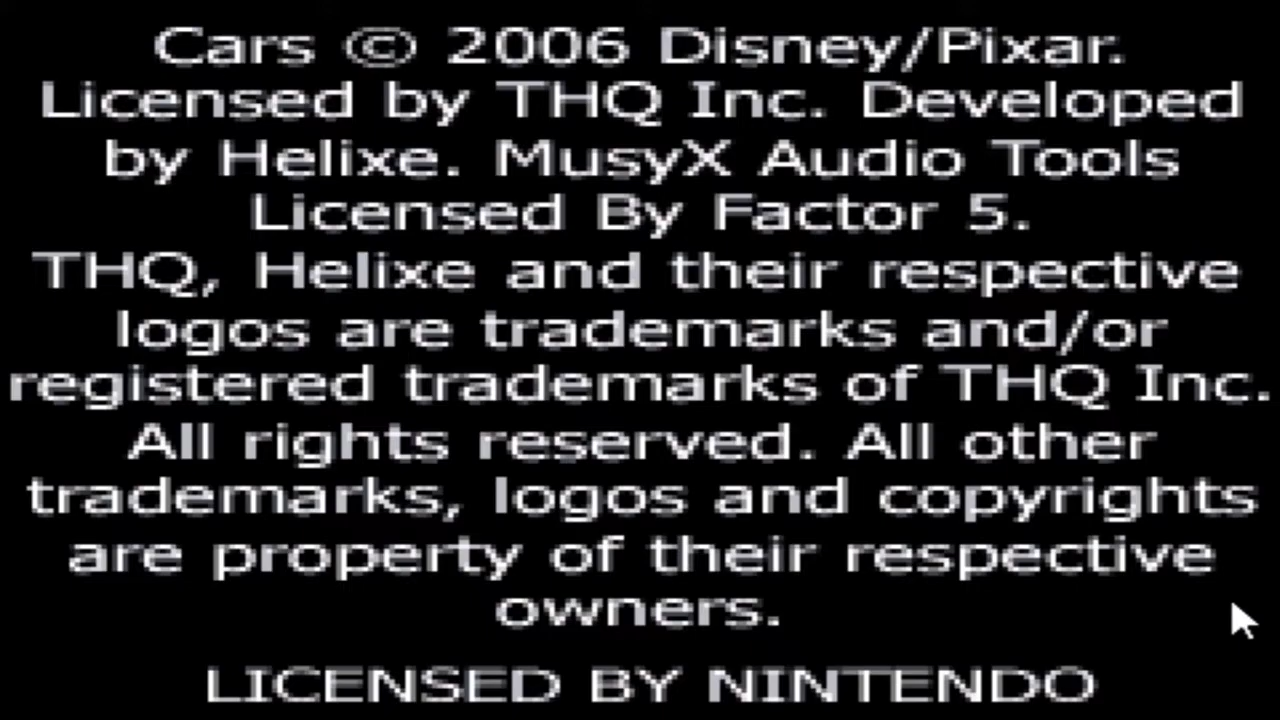 Cars © 2006 Disney/Pixar.
Licensed by THQ Inc. Developed
by Helixe. MusyX Audio Tools
Licensed By Factor 5.
THQ, Helixe and their respective
logos are trademarks and/or
registered trademarks of THQ Inc.
All rights reserved. All other
trademarks, logos and copyrights
are property of their respective
owners.
LICENSED BY NINTENDO